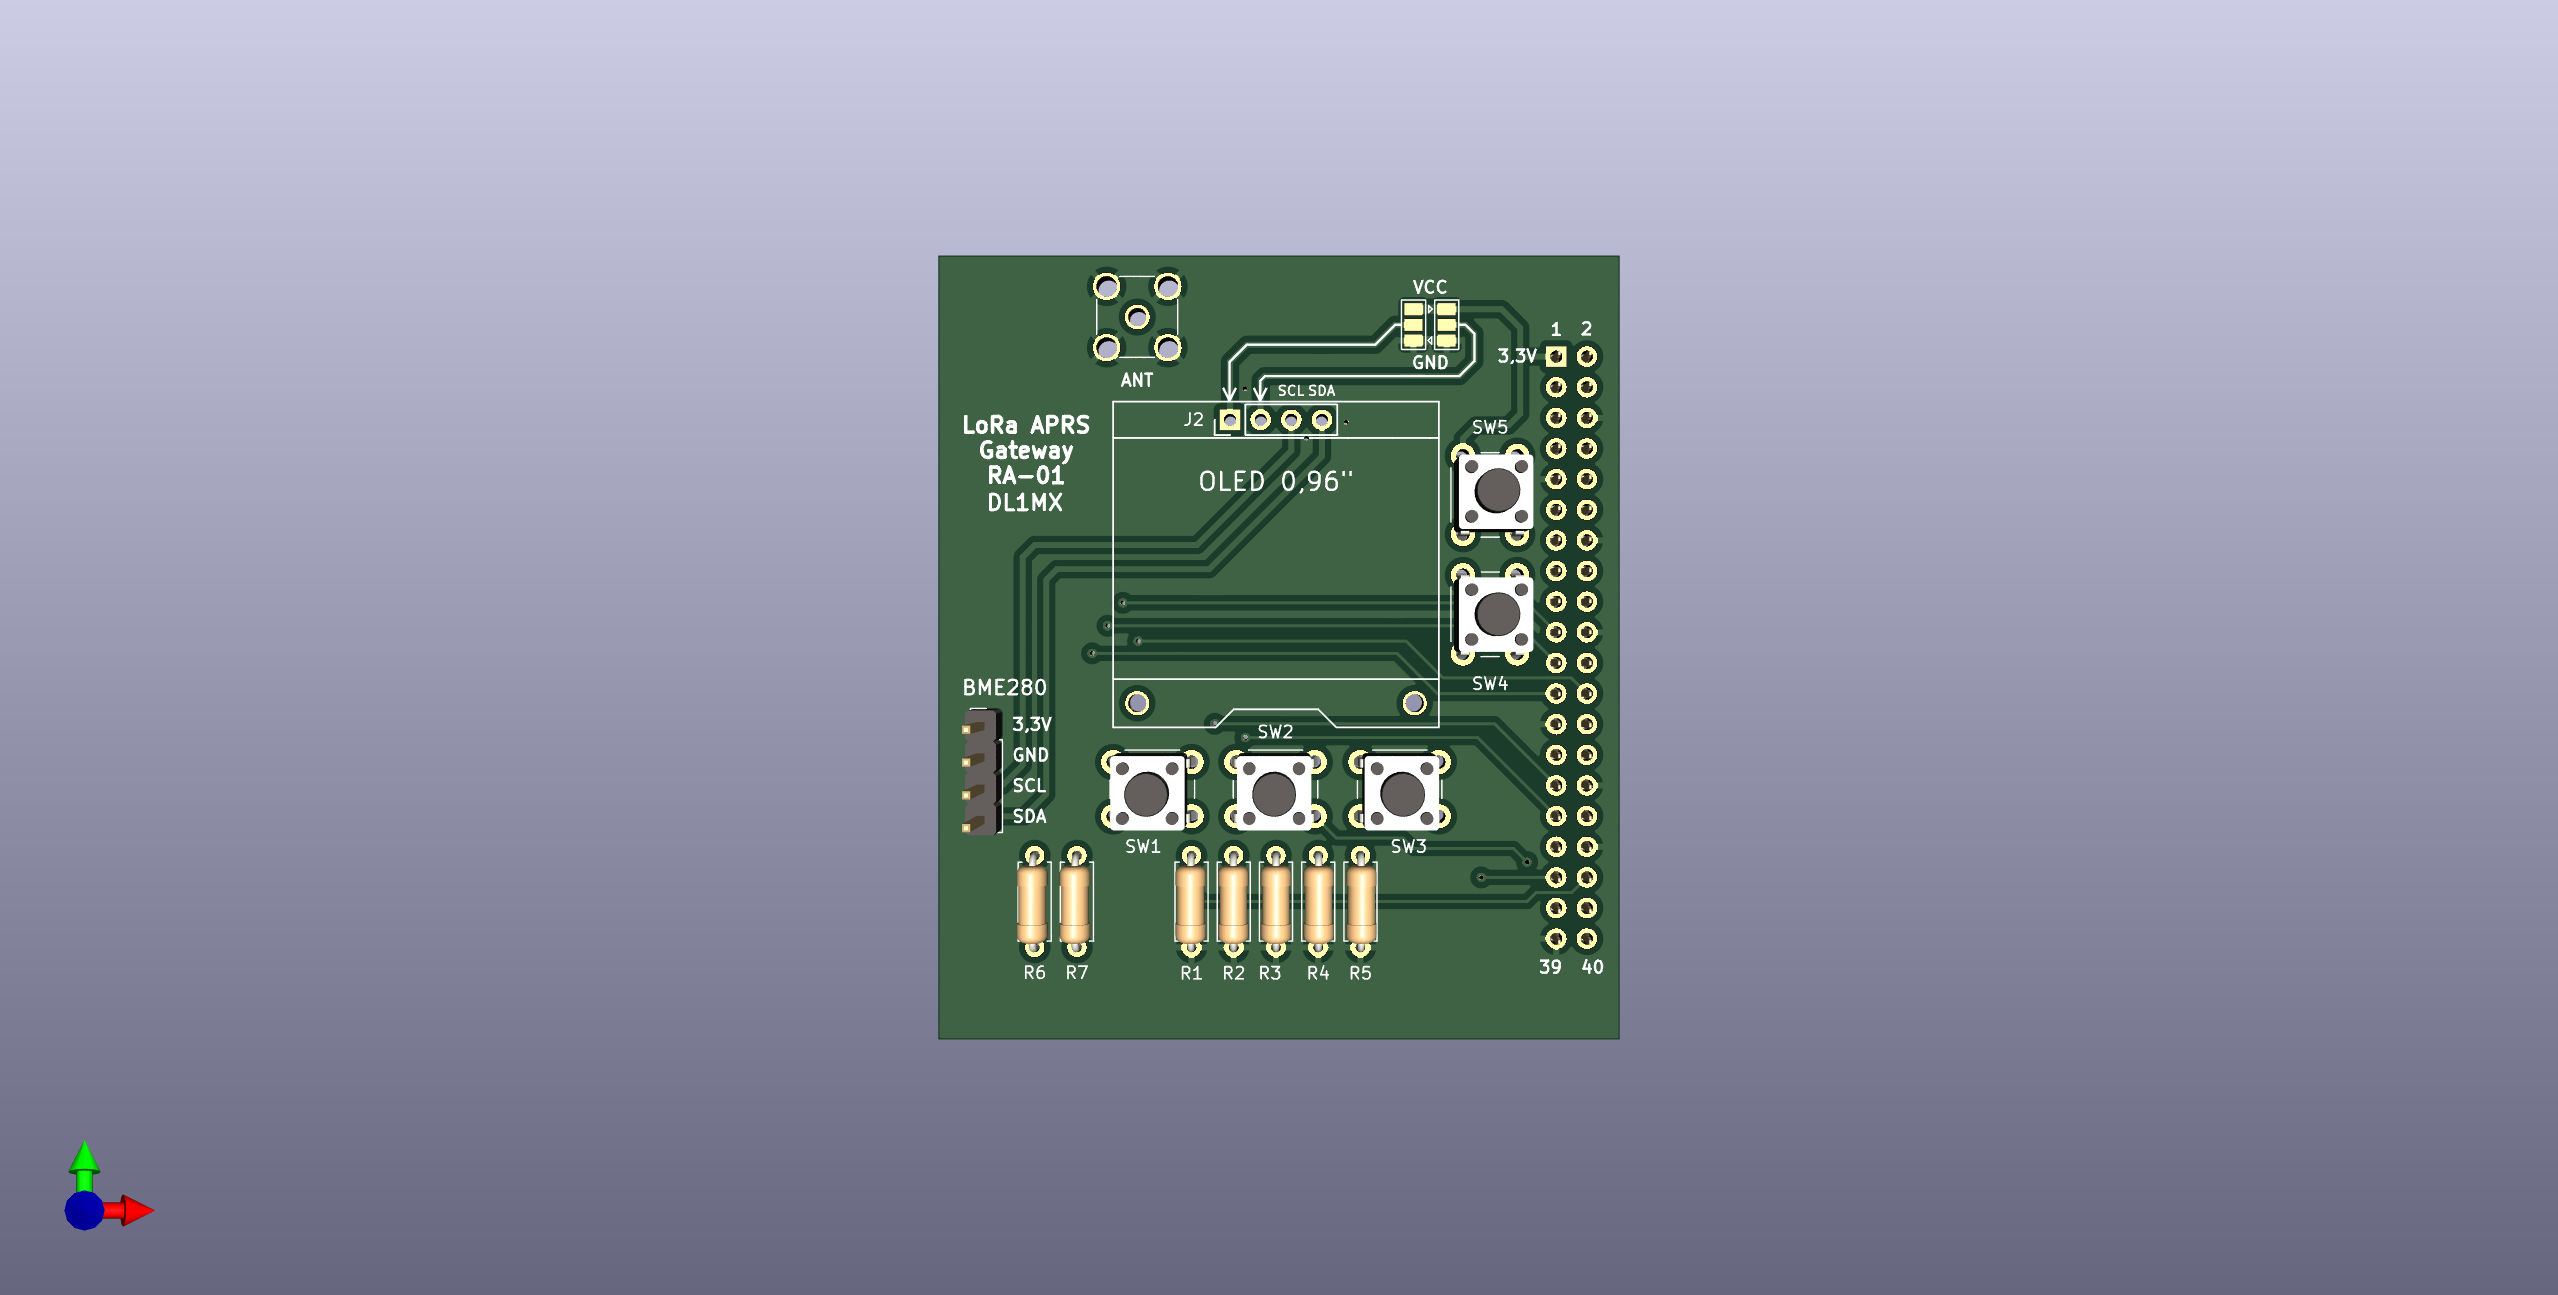 VCC
1 2
3,3V
GND
ANT
SCL SDA
J2
LoRa APRS
Gateway
RA-01
DL1MX
SW5
OLED 0,96''
SW4
BME280
3,3V
GND
SCL
SDA
SW2
SW1
SW3
R6 R7 R1 R2 R3 R4 R5
39 40